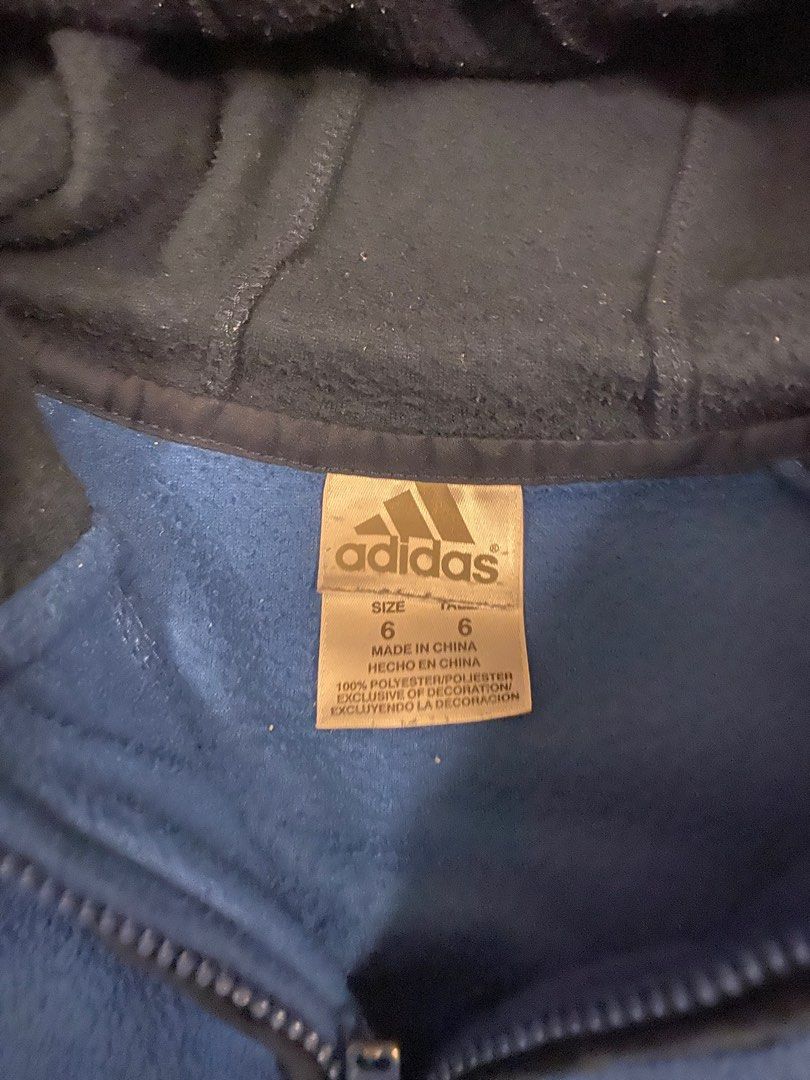 adidas®
SIZE TALLA
6 6
MADE IN CHINA
HECHO EN CHINA
100% POLYESTER/POLIESTER
EXCLUSIVE OF DECORATION/
EXCLUYENDO LA DECORACION